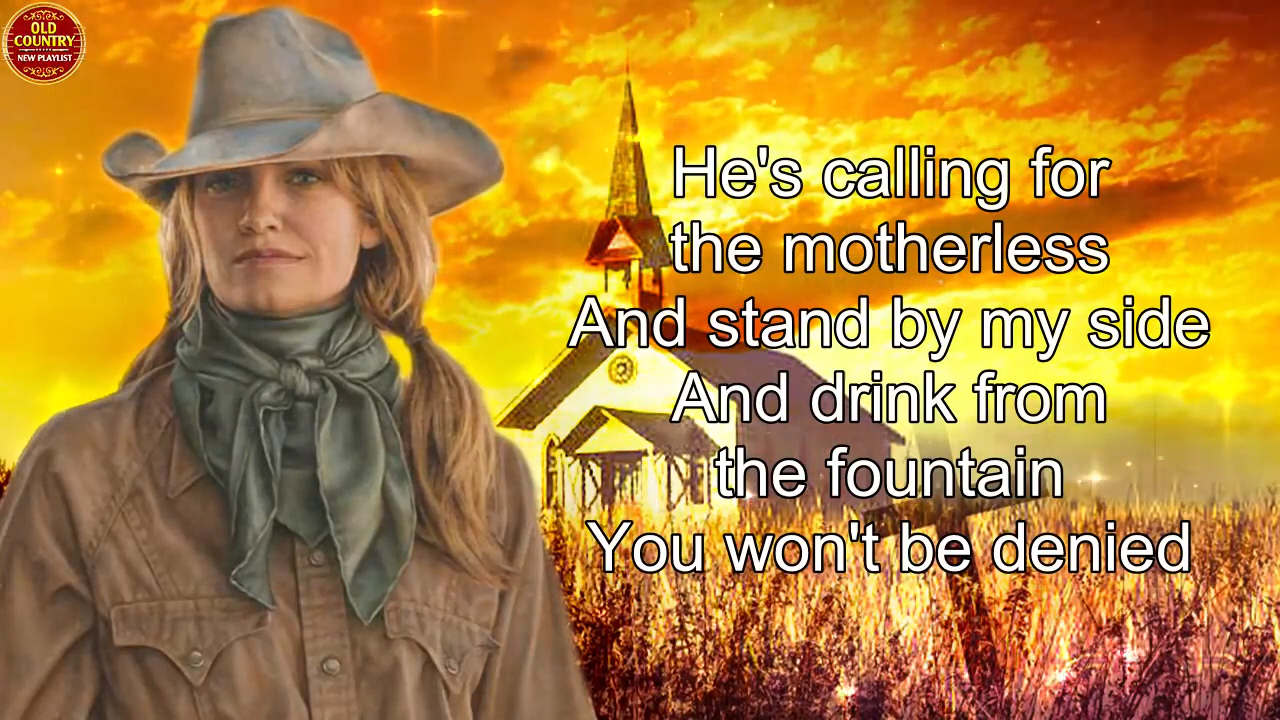 OLD
COUNTRY
NEW PLAYLIST
He's calling for
the motherless
And stand by my side
And drink from
the fountain
You won't be denied